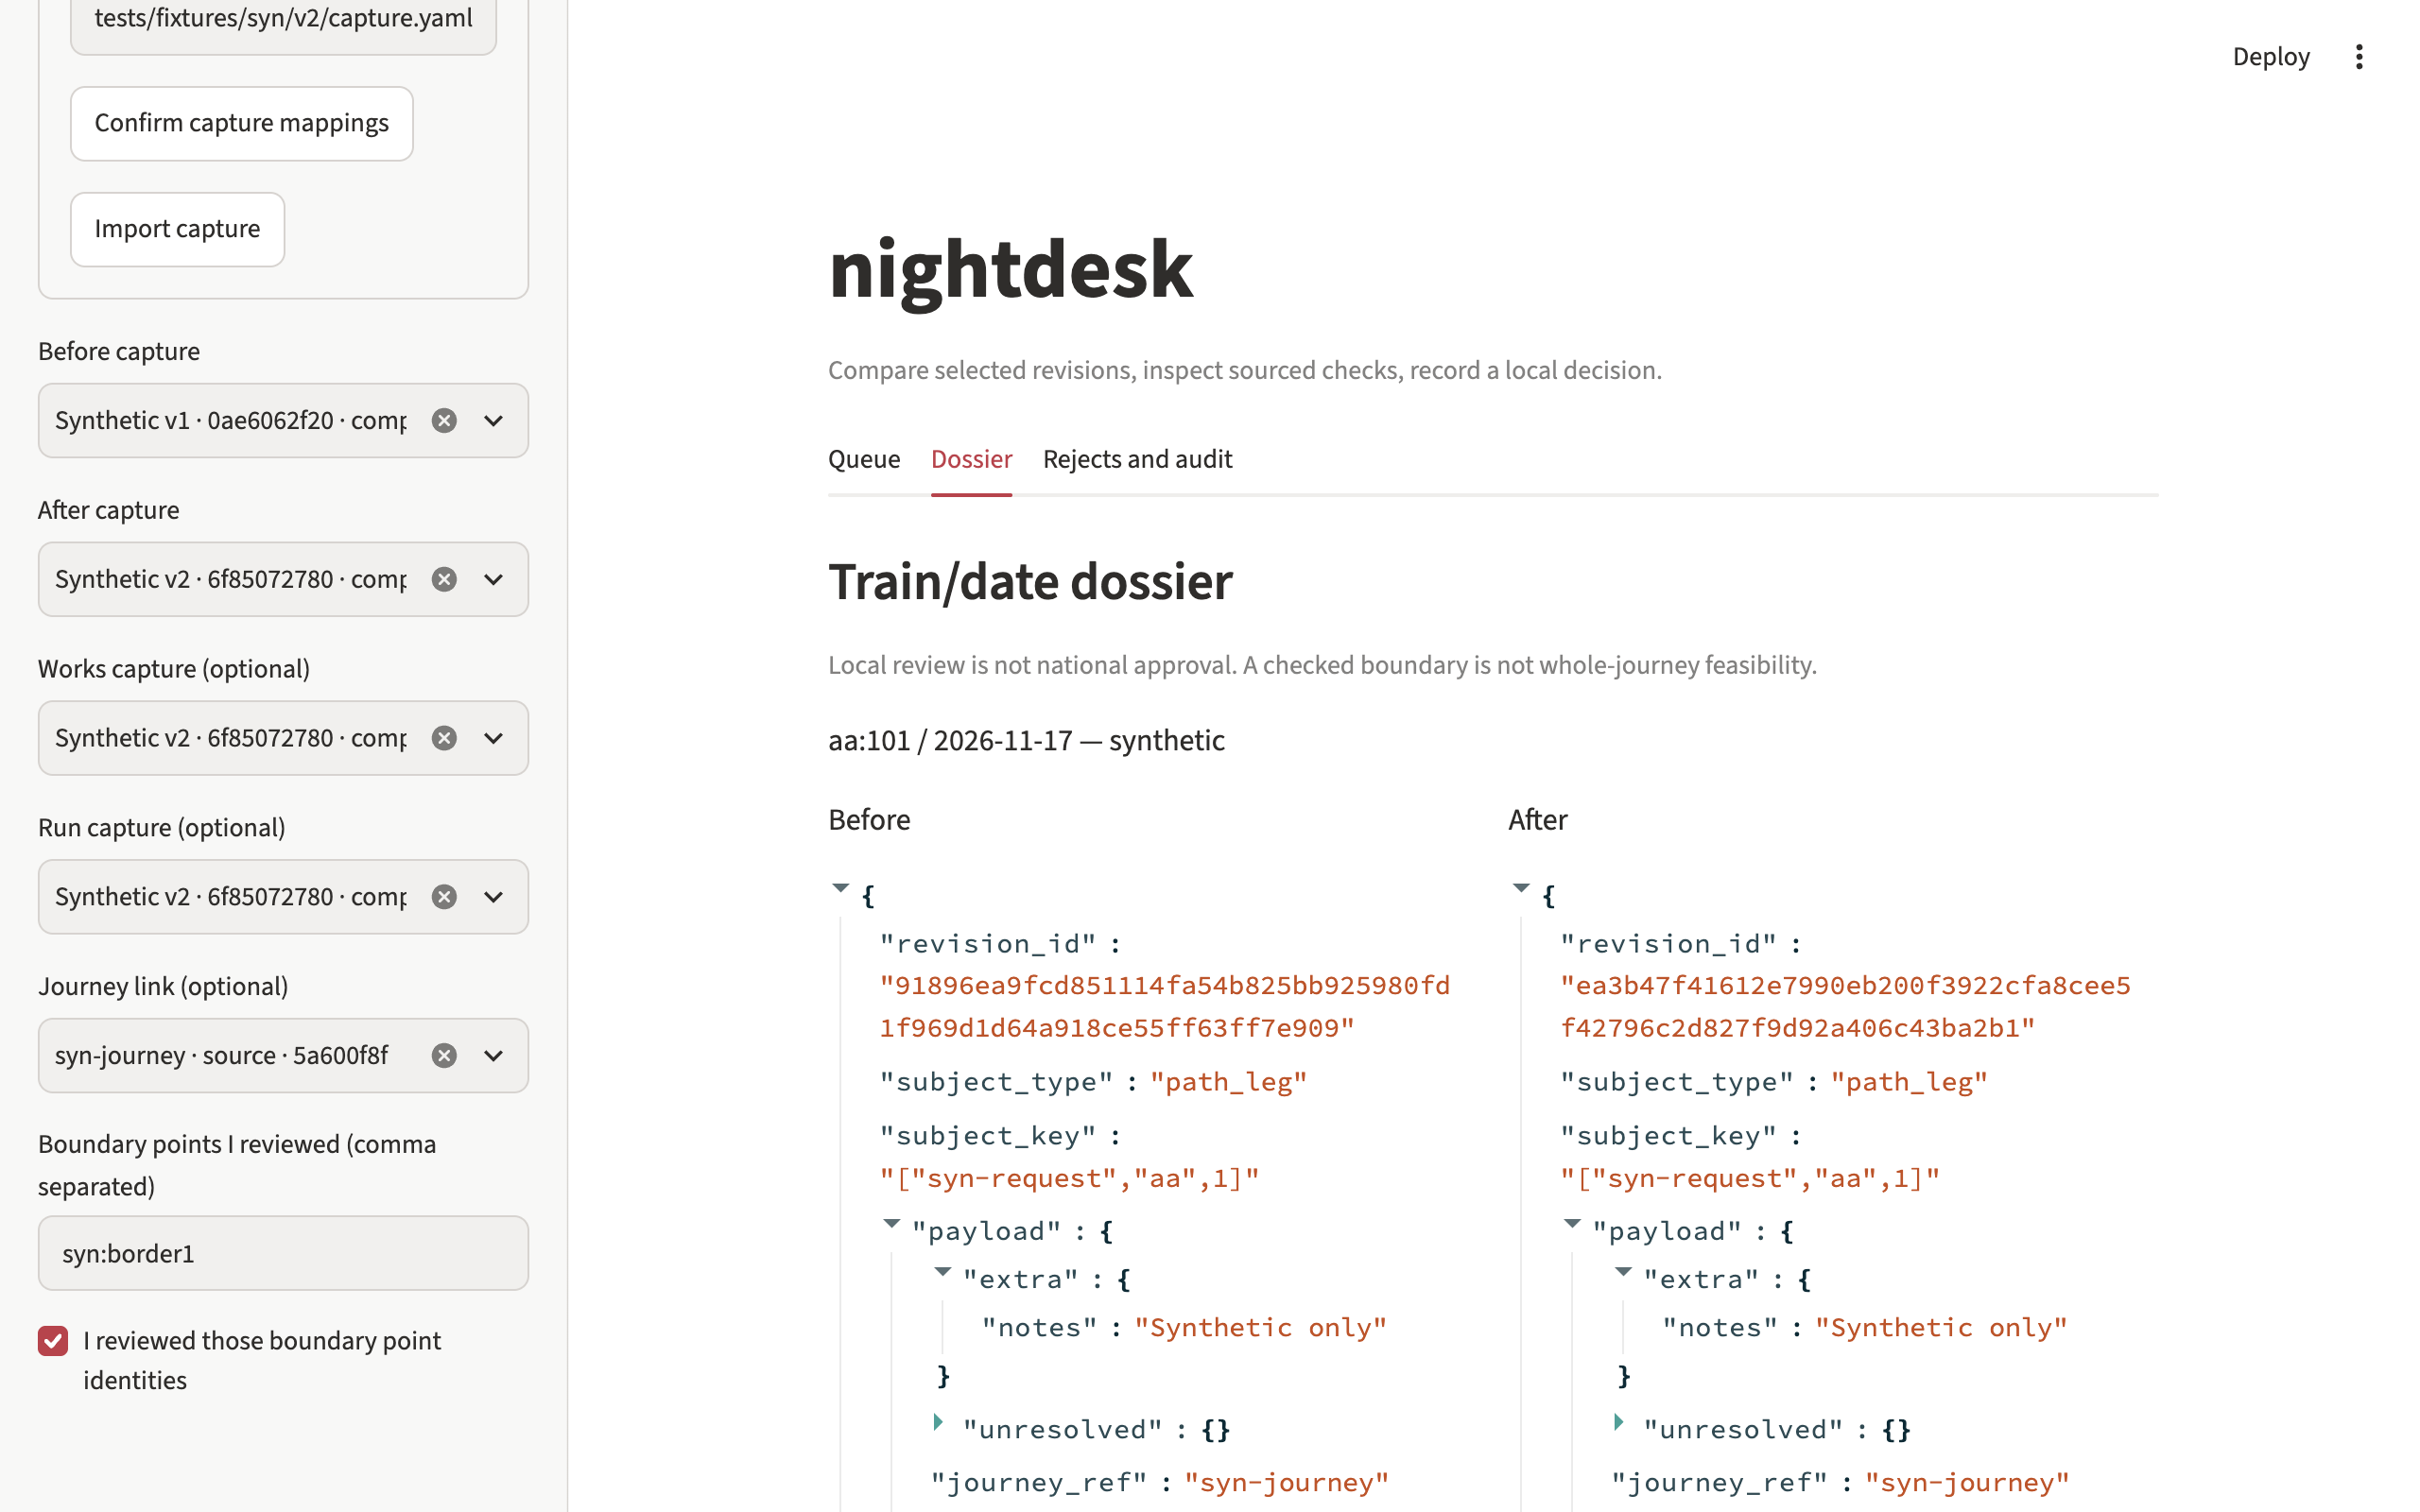 tests/fixtures/syn/v2/capture.yaml
Confirm capture mappings
Import capture
Before capture
Synthetic v1 · 0ae6062f20 · comp
After capture
Synthetic v2 · 6f85072780 · comp
Works capture (optional)
Synthetic v2 · 6f85072780 · comp
Run capture (optional)
Synthetic v2 · 6f85072780 · comp
Journey link (optional)
syn-journey · source · 5a600f8f
Boundary points I reviewed (comma
separated)
syn:border1
I reviewed those boundary point
identities
Deploy
nightdesk
Compare selected revisions, inspect sourced checks, record a local decision.
Queue Dossier Rejects and audit
Train/date dossier
Local review is not national approval. A checked boundary is not whole-journey feasibility.
aa:101 / 2026-11-17 — synthetic
Before
{
"revision_id" :
"91896ea9fcd851114fa54b825bb925980fd
1f969d1d64a918ce55ff63ff7e909"
"subject_type" : "path_leg"
"subject_key" :
"["syn-request","aa",1]"
"payload" : {
"extra" : {
"notes" : "Synthetic only"
}
"unresolved" : {}
"journey_ref" : "syn-journey"
After
{
"revision_id" :
"ea3b47f41612e7990eb200f3922cfa8cee5
f42796c2d827f9d92a406c43ba2b1"
"subject_type" : "path_leg"
"subject_key" :
"["syn-request","aa",1]"
"payload" : {
"extra" : {
"notes" : "Synthetic only"
}
"unresolved" : {}
"journey_ref" : "syn-journey"